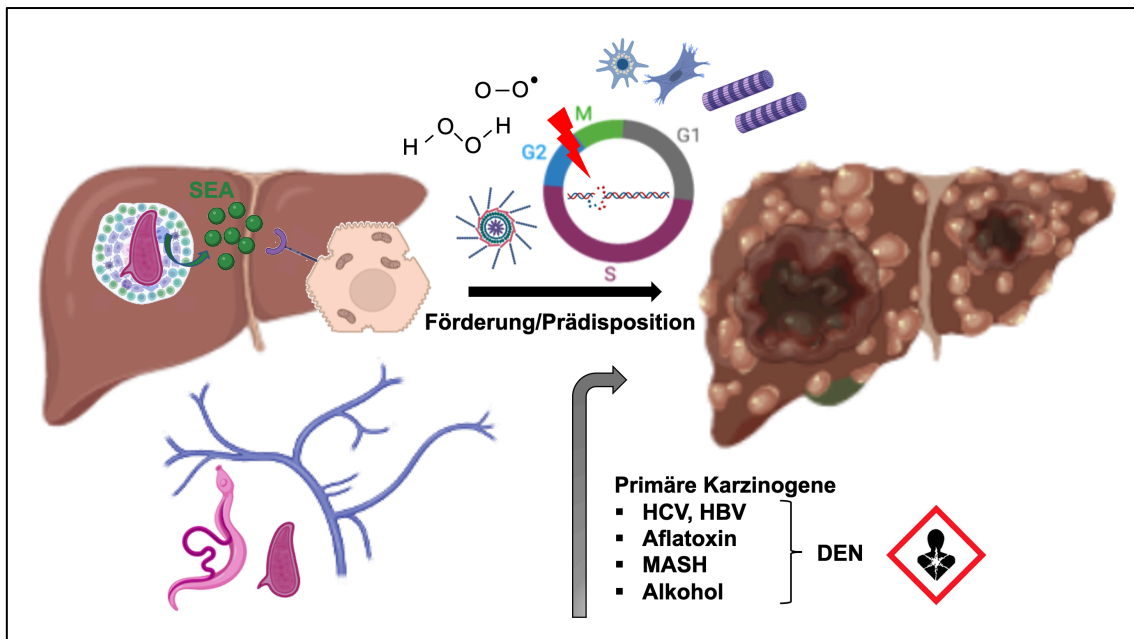 O–O•
H O O H
M
G1
G2
S
SEA
Förderung/Prädisposition
Primäre Karzinogene
▪ HCV, HBV
▪ Aflatoxin
▪ MASH
▪ Alkohol
DEN